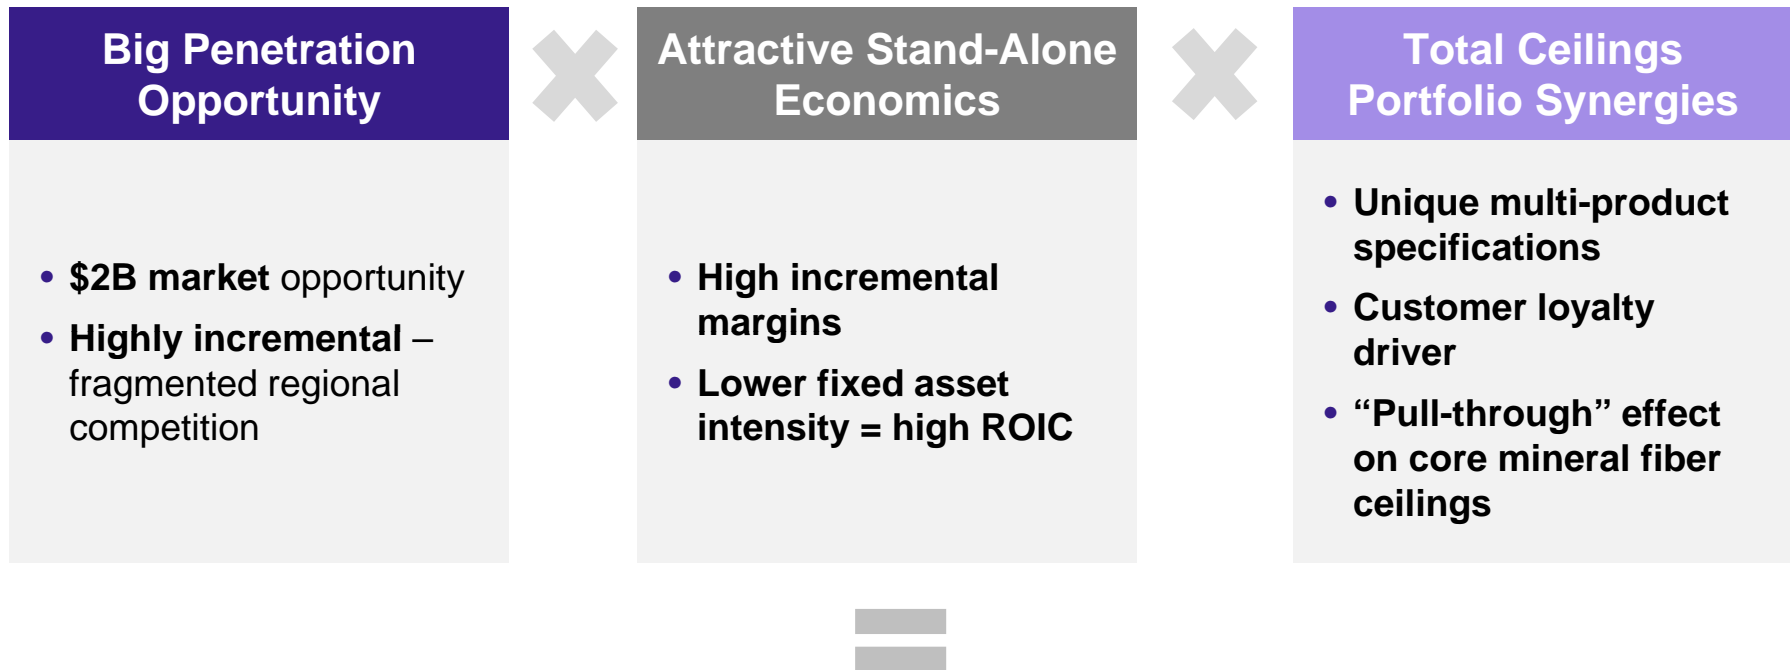 Big Penetration
Opportunity
• $2B market opportunity
• Highly incremental –
fragmented regional
competition
Attractive Stand-Alone
Economics
• High incremental
margins
• Lower fixed asset
intensity = high ROIC
Total Ceilings
Portfolio Synergies
• Unique multi-product
specifications
• Customer loyalty
driver
• “Pull-through” effect
on core mineral fiber
ceilings